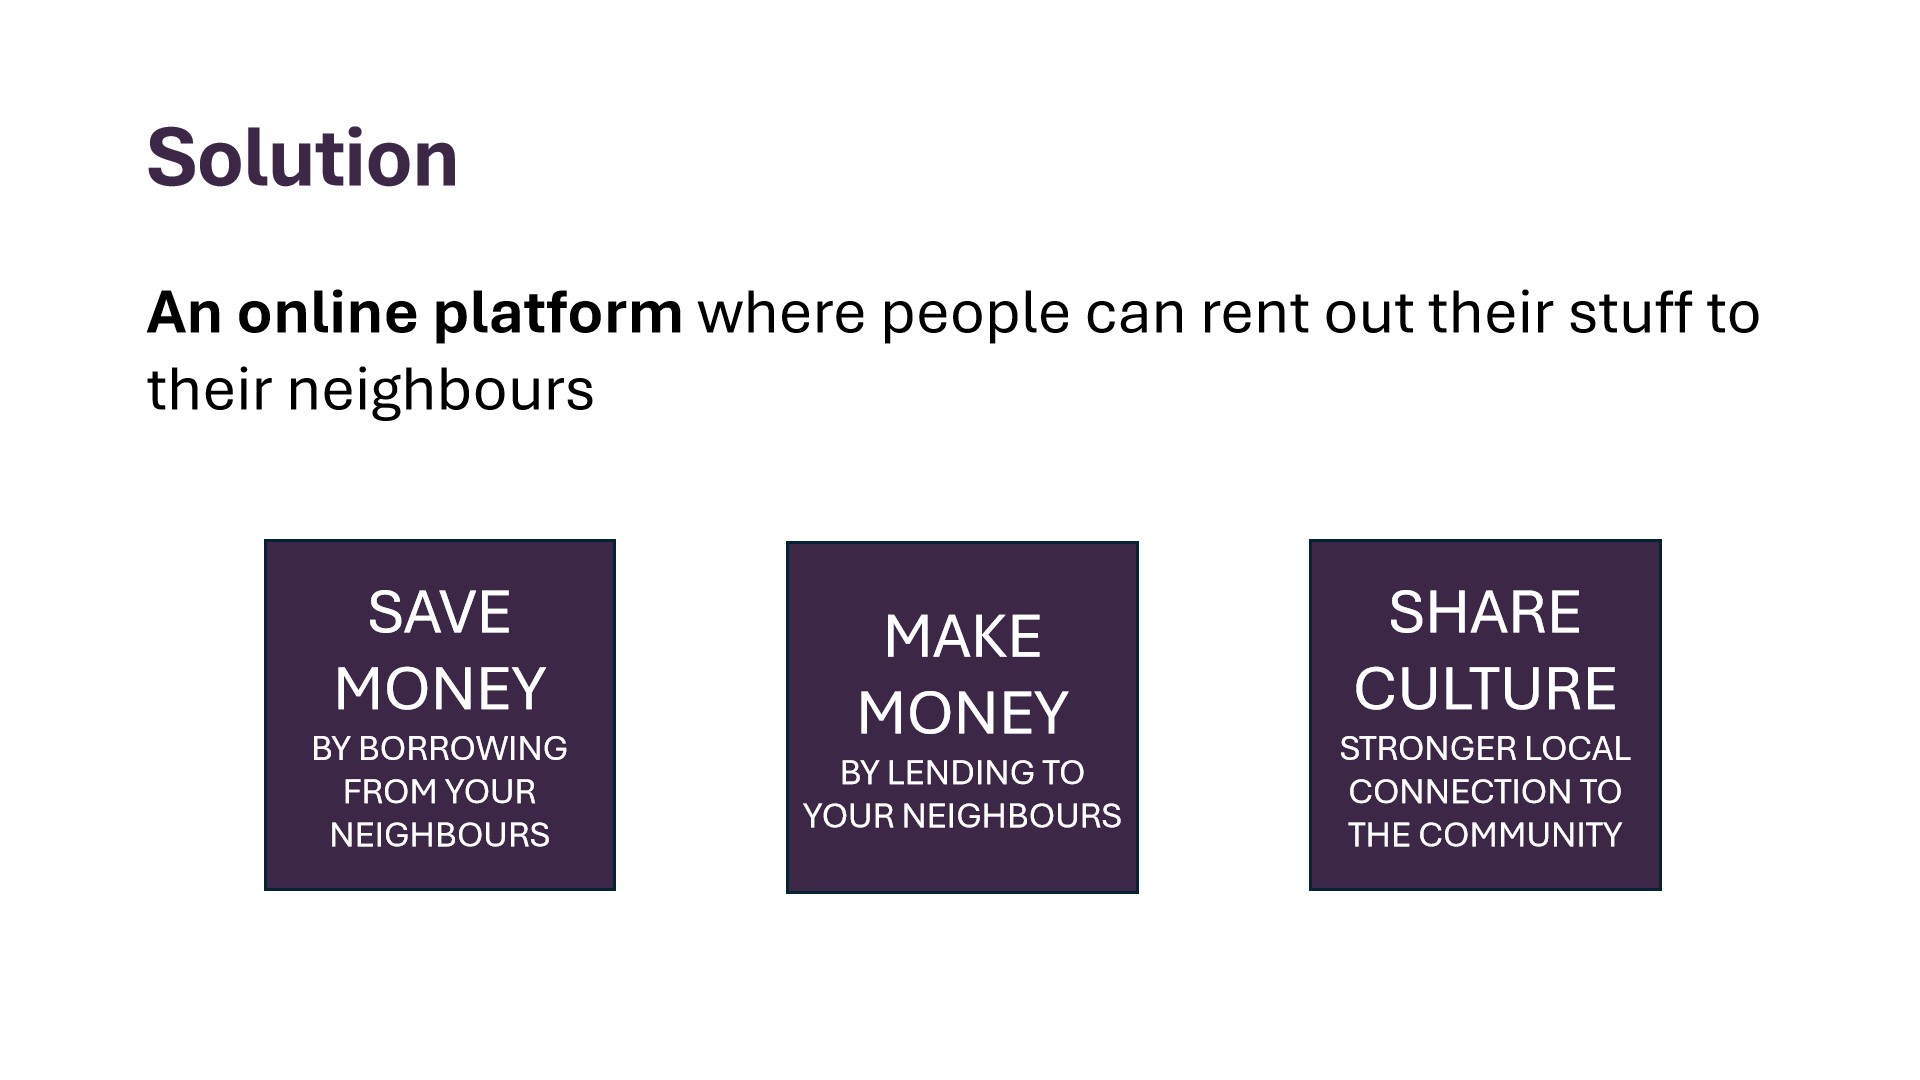 Solution
An online platform where people can rent out their stuff to
their neighbours
SAVE
MONEY
BY BORROWING
FROM YOUR
NEIGHBOURS
MAKE
MONEY
BY LENDING TO
YOUR NEIGHBOURS
SHARE
CULTURE
STRONGER LOCAL
CONNECTION TO
THE COMMUNITY